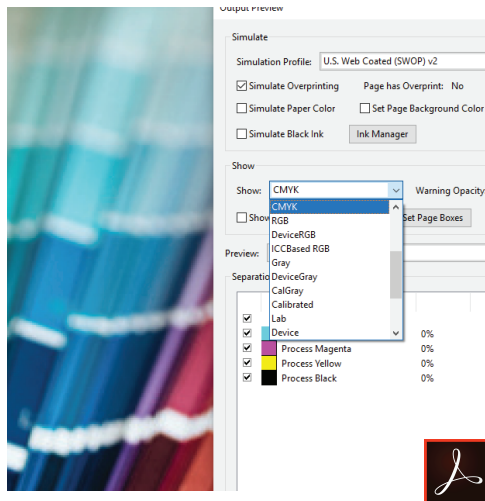 Output Preview
Simulate
Simulation Profile: U.S. Web Coated (SWOP) v2
Simulate Overprinting Page has Overprint: No
Simulate Paper Color Set Page Background Color
Simulate Black Ink Ink Manager
Show
Show: CMYK Warning Opacity
CMYK
Show Set Page Boxes
RGB
DeviceRGB
ICCBased RGB
Preview:
Gray
Separatio DeviceGray
CalGray
Calibrated
Lab
Device 0%
Process Magenta 0%
Process Yellow 0%
Process Black 0%